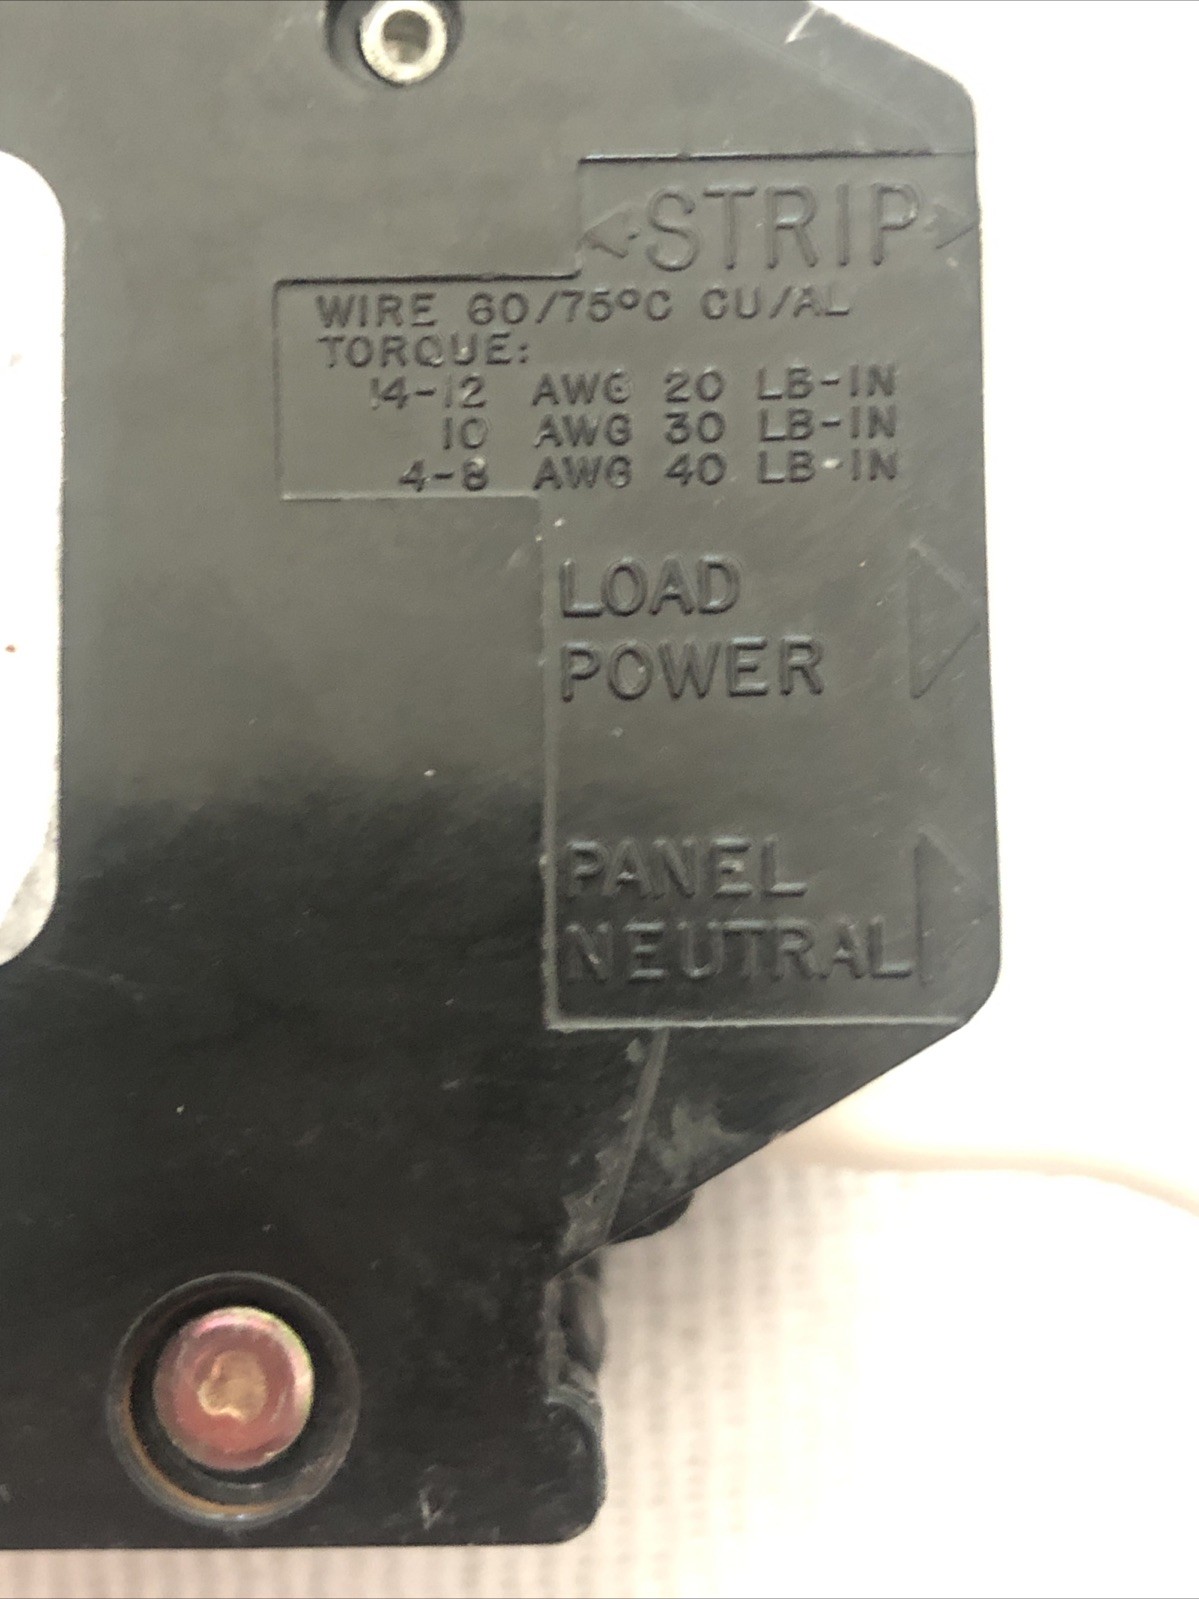 STRIP
WIRE 60/75°C CU/AL
TORQUE:
14-12 AWG 20 LB-IN
10 AWG 30 LB-IN
4-8 AWG 40 LB-IN
LOAD
POWER
PANEL
NEUTRAL